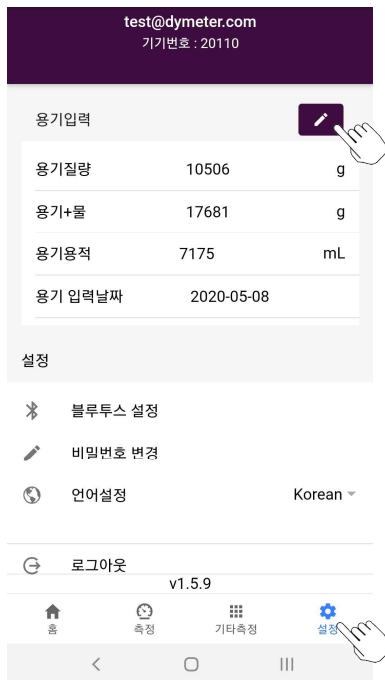 test@dymeter.com
기기번호 : 20110
용기입력
용기질량 10506 g
용기+물 17681 g
용기용적 7175 mL
용기 입력날짜 2020-05-08
설정
블루투스 설정
비밀번호 변경
언어설정 Korean
로그아웃
v1.5.9
홈 측정 기타측정 설정